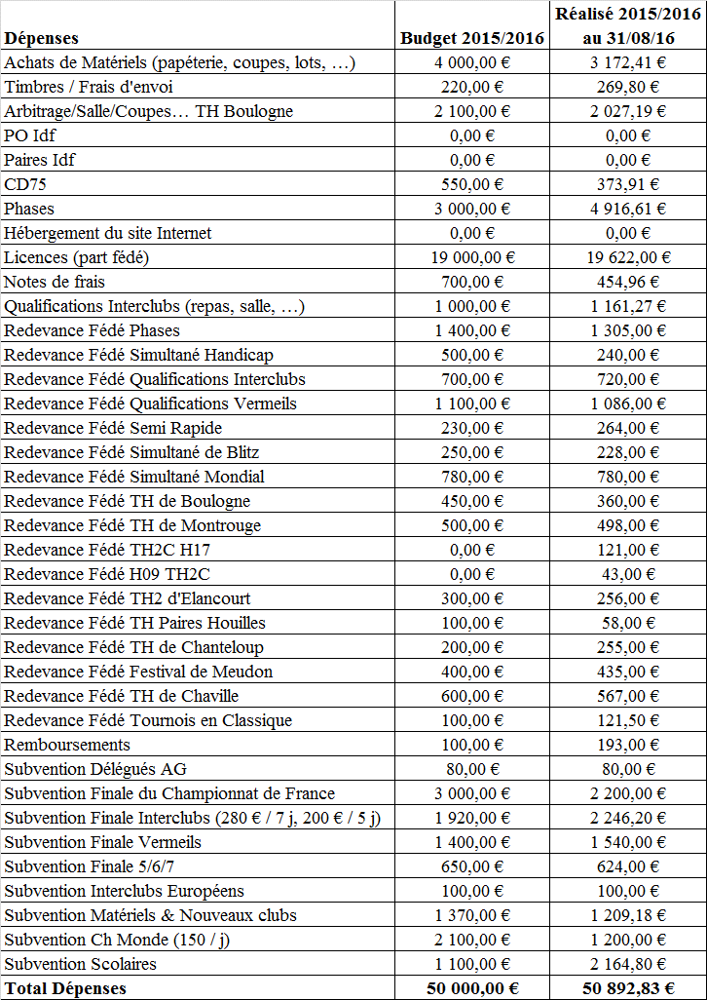 Dépenses Budget 2015/2016 Réalisé 2015/2016 au 31/08/16
Achats de Matériels (papéterie, coupes, lots, …) 4 000,00 € 3 172,41 €
Timbres / Frais d'envoi 220,00 € 269,80 €
Arbitrage/Salle/Coupes… TH Boulogne 2 100,00 € 2 027,19 €
PO Idf 0,00 € 0,00 €
Paires Idf 0,00 € 0,00 €
CD75 550,00 € 373,91 €
Phases 3 000,00 € 4 916,61 €
Hébergement du site Internet 0,00 € 0,00 €
Licences (part fédé) 19 000,00 € 19 622,00 €
Notes de frais 700,00 € 454,96 €
Qualifications Interclubs (repas, salle, …) 1 000,00 € 1 161,27 €
Redevance Fédé Phases 1 400,00 € 1 305,00 €
Redevance Fédé Simultané Handicap 500,00 € 240,00 €
Redevance Fédé Qualifications Interclubs 700,00 € 720,00 €
Redevance Fédé Qualifications Vermeils 1 100,00 € 1 086,00 €
Redevance Fédé Semi Rapide 230,00 € 264,00 €
Redevance Fédé Simultané de Blitz 250,00 € 228,00 €
Redevance Fédé Simultané Mondial 780,00 € 780,00 €
Redevance Fédé TH de Boulogne 450,00 € 360,00 €
Redevance Fédé TH de Montrouge 500,00 € 498,00 €
Redevance Fédé TH2C H17 0,00 € 121,00 €
Redevance Fédé H09 TH2C 0,00 € 43,00 €
Redevance Fédé TH2 d'Elancourt 300,00 € 256,00 €
Redevance Fédé TH Paires Houilles 100,00 € 58,00 €
Redevance Fédé TH de Chanteloup 200,00 € 255,00 €
Redevance Fédé Festival de Meudon 400,00 € 435,00 €
Redevance Fédé TH de Chaville 600,00 € 567,00 €
Redevance Fédé Tournois en Classique 100,00 € 121,50 €
Remboursements 100,00 € 193,00 €
Subvention Délégués AG 80,00 € 80,00 €
Subvention Finale du Championnat de France 3 000,00 € 2 200,00 €
Subvention Finale Interclubs (280 € / 7 j, 200 € / 5 j) 1 920,00 € 2 246,20 €
Subvention Finale Vermeils 1 400,00 € 1 540,00 €
Subvention Finale 5/6/7 650,00 € 624,00 €
Subvention Interclubs Européens 100,00 € 100,00 €
Subvention Matériels & Nouveaux clubs 1 370,00 € 1 209,18 €
Subvention Ch Monde (150 / j) 2 100,00 € 1 200,00 €
Subvention Scolaires 1 100,00 € 2 164,80 €
Total Dépenses 50 000,00 € 50 892,83 €